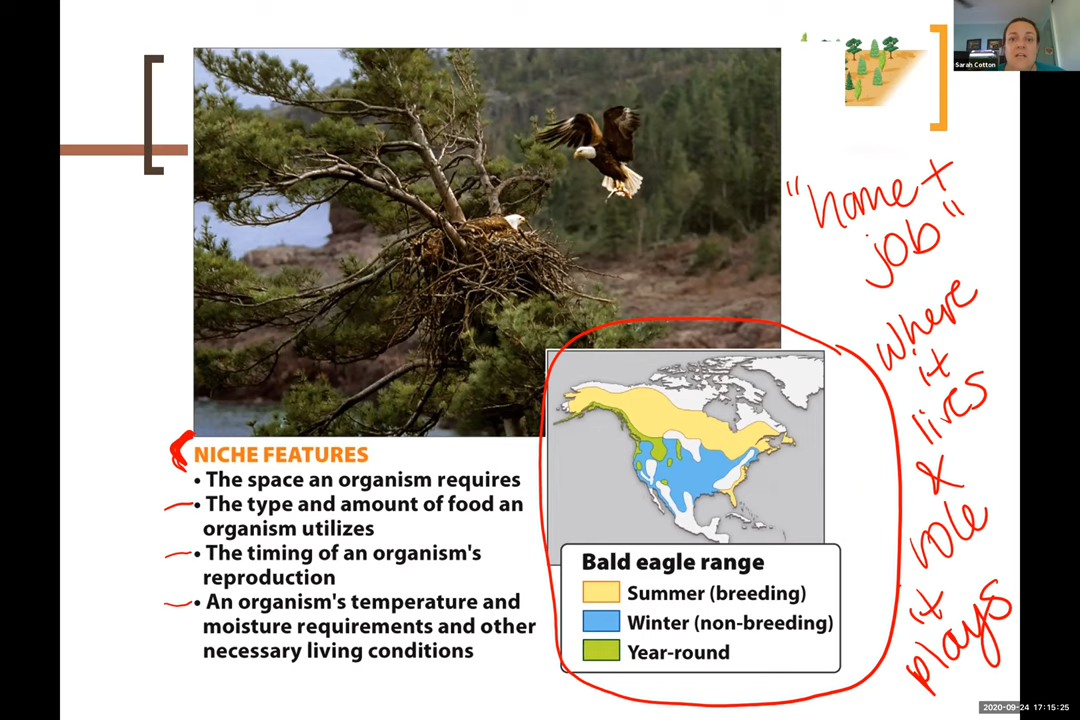 Sarah Cotton
"home +
job"
where
it
lives
&
role
it
plays
NICHE FEATURES
• The space an organism requires
• The type and amount of food an
organism utilizes
• The timing of an organism's
reproduction
• An organism's temperature and
moisture requirements and other
necessary living conditions
Bald eagle range
Summer (breeding)
Winter (non-breeding)
Year-round
2020-09-24 17:15:25